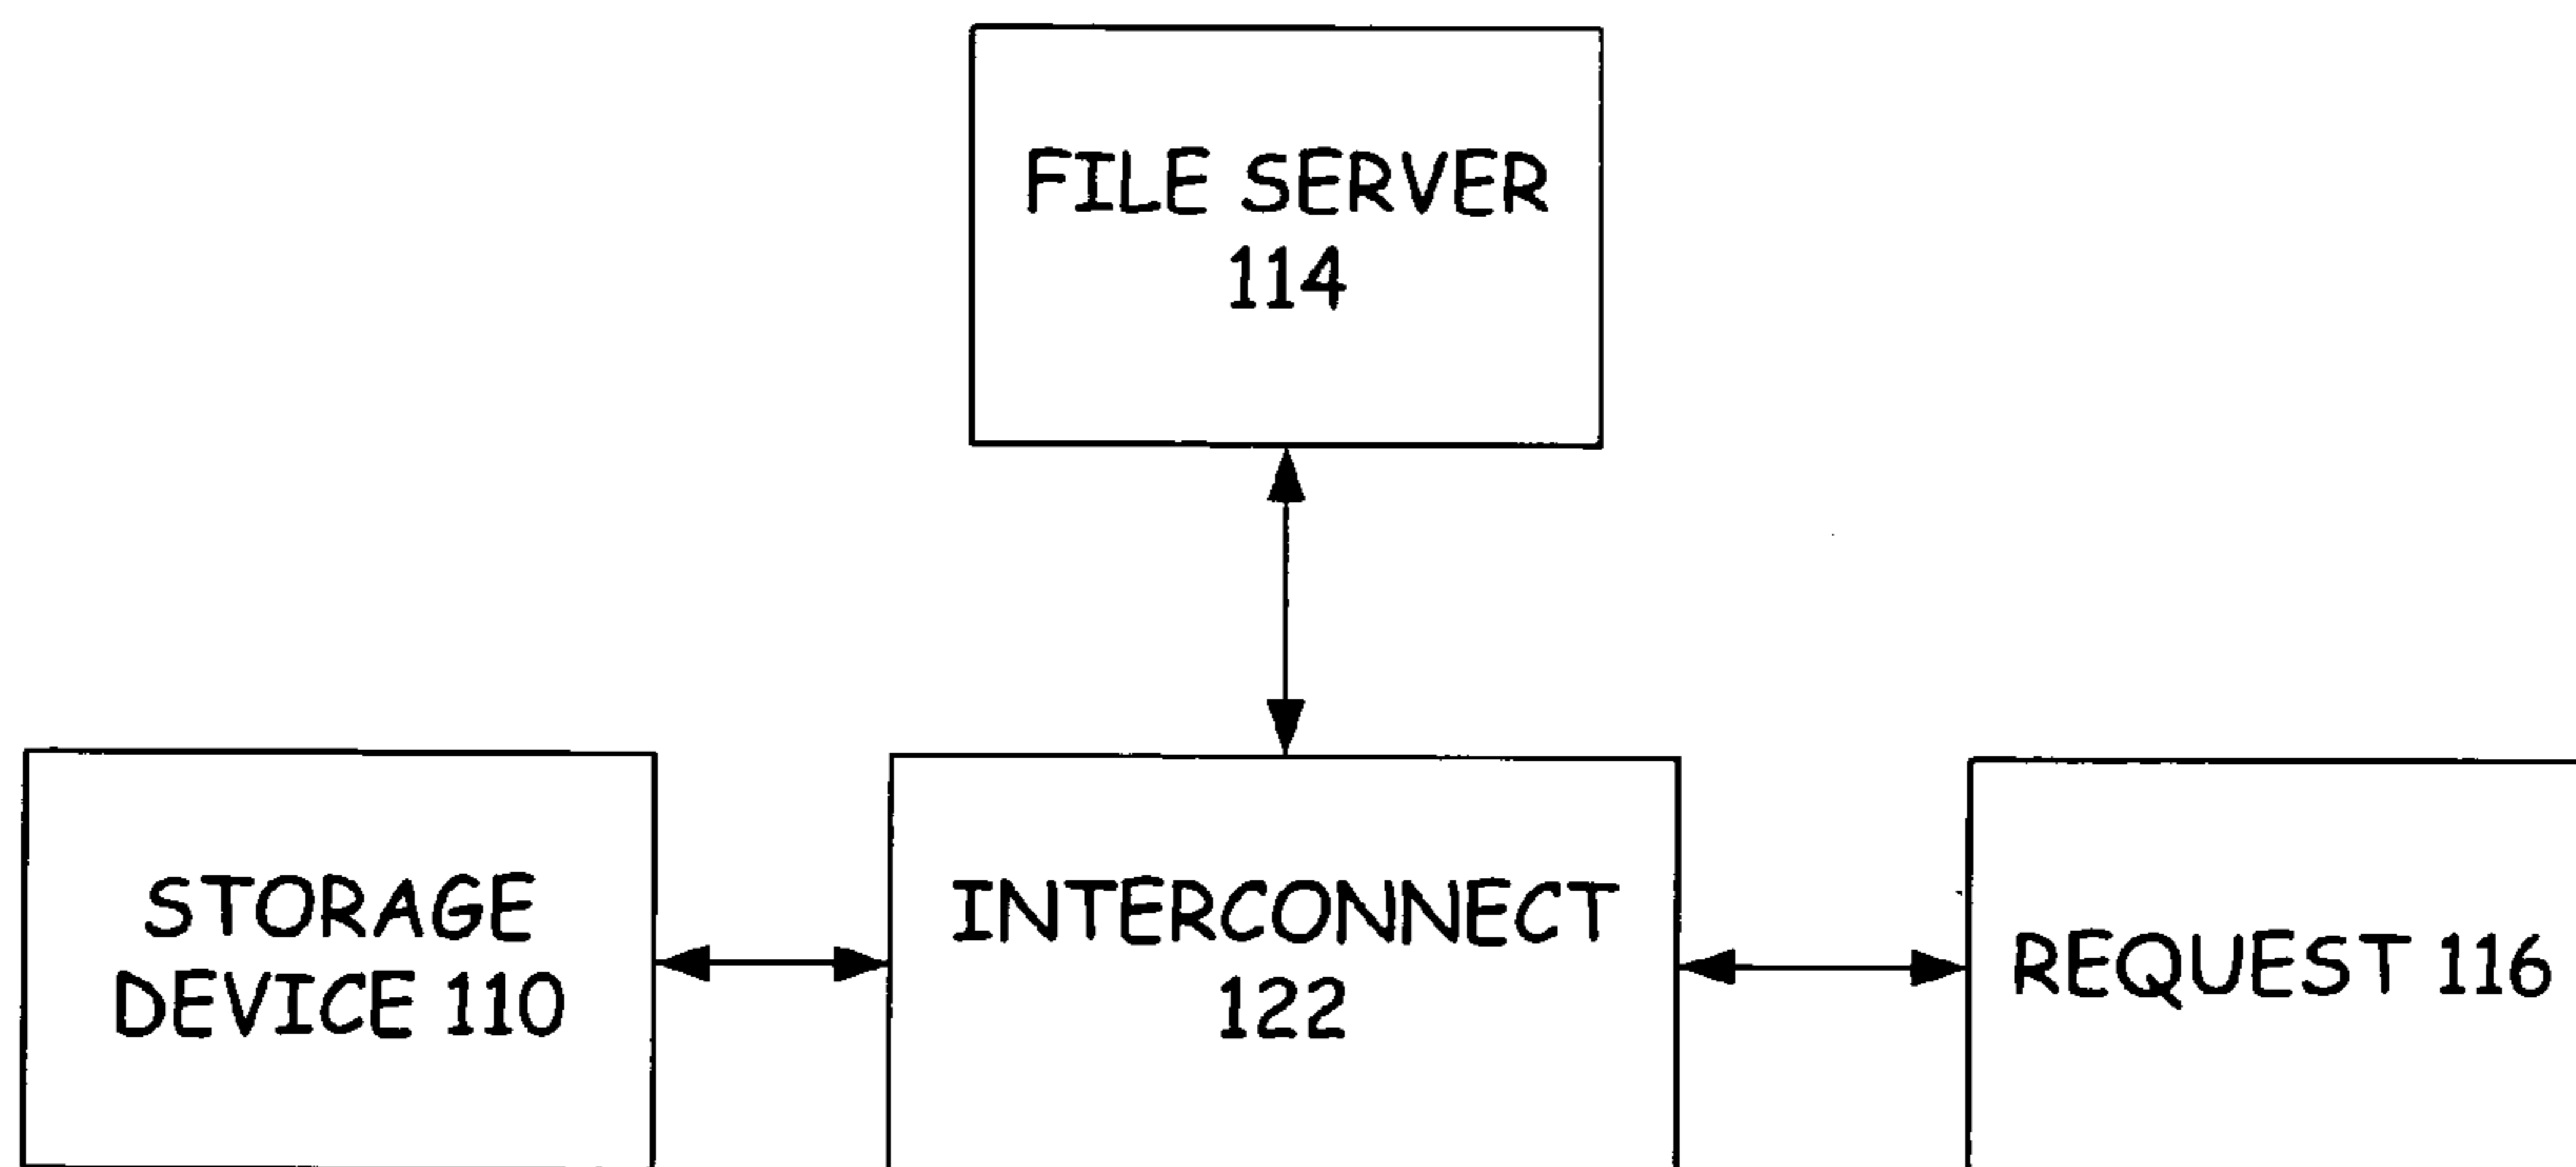 FILE SERVER
114
STORAGE
DEVICE 110
INTERCONNECT
122
REQUEST 116